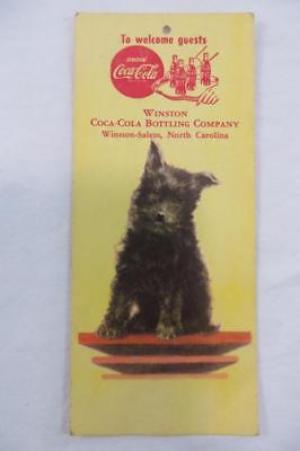 To welcome guests
DRINK
Coca-Cola
WINSTON
COCA-COLA BOTTLING COMPANY
Winston-Salem, North Carolina